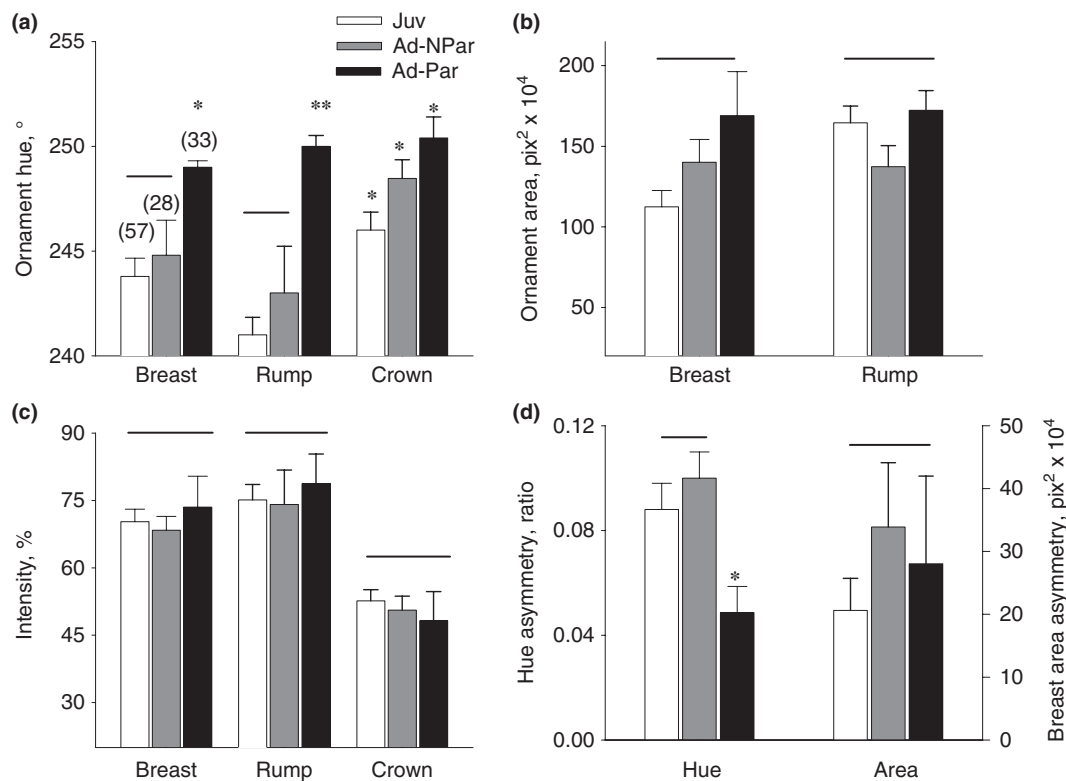 (a)
Juv
Ad-NPar
Ad-Par
255
250
245
240
Ornament hue, °
*
(33)
(28)
(57)
**
*
*
*
Breast Rump Crown
(b)
200
150
100
50
Ornament area, pix² x 10⁴
Breast Rump
(c)
90
75
60
45
30
Intensity, %
Breast Rump Crown
(d)
0.12
0.08
0.04
0.00
Hue asymmetry, ratio
*
50
40
30
20
10
0
Breast area asymmetry, pix² x 10⁴
Hue Area